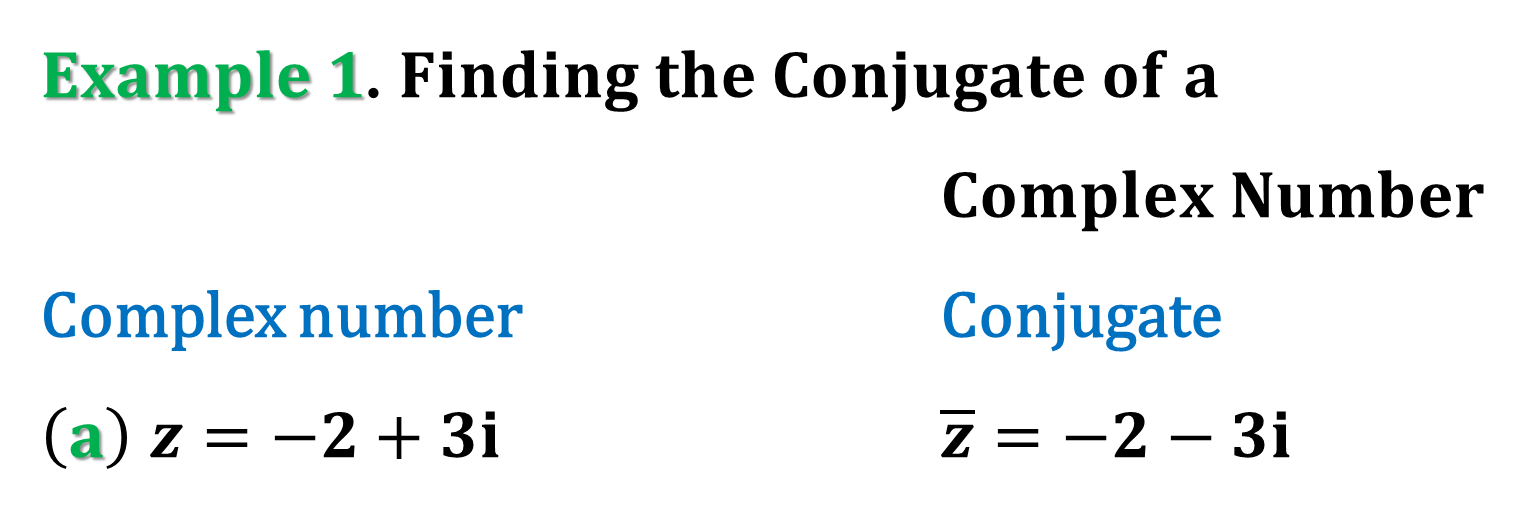 Example 1. Finding the Conjugate of a
Complex Number
Complex number Conjugate
(a) z = −2 + 3i z̅ = −2 − 3i